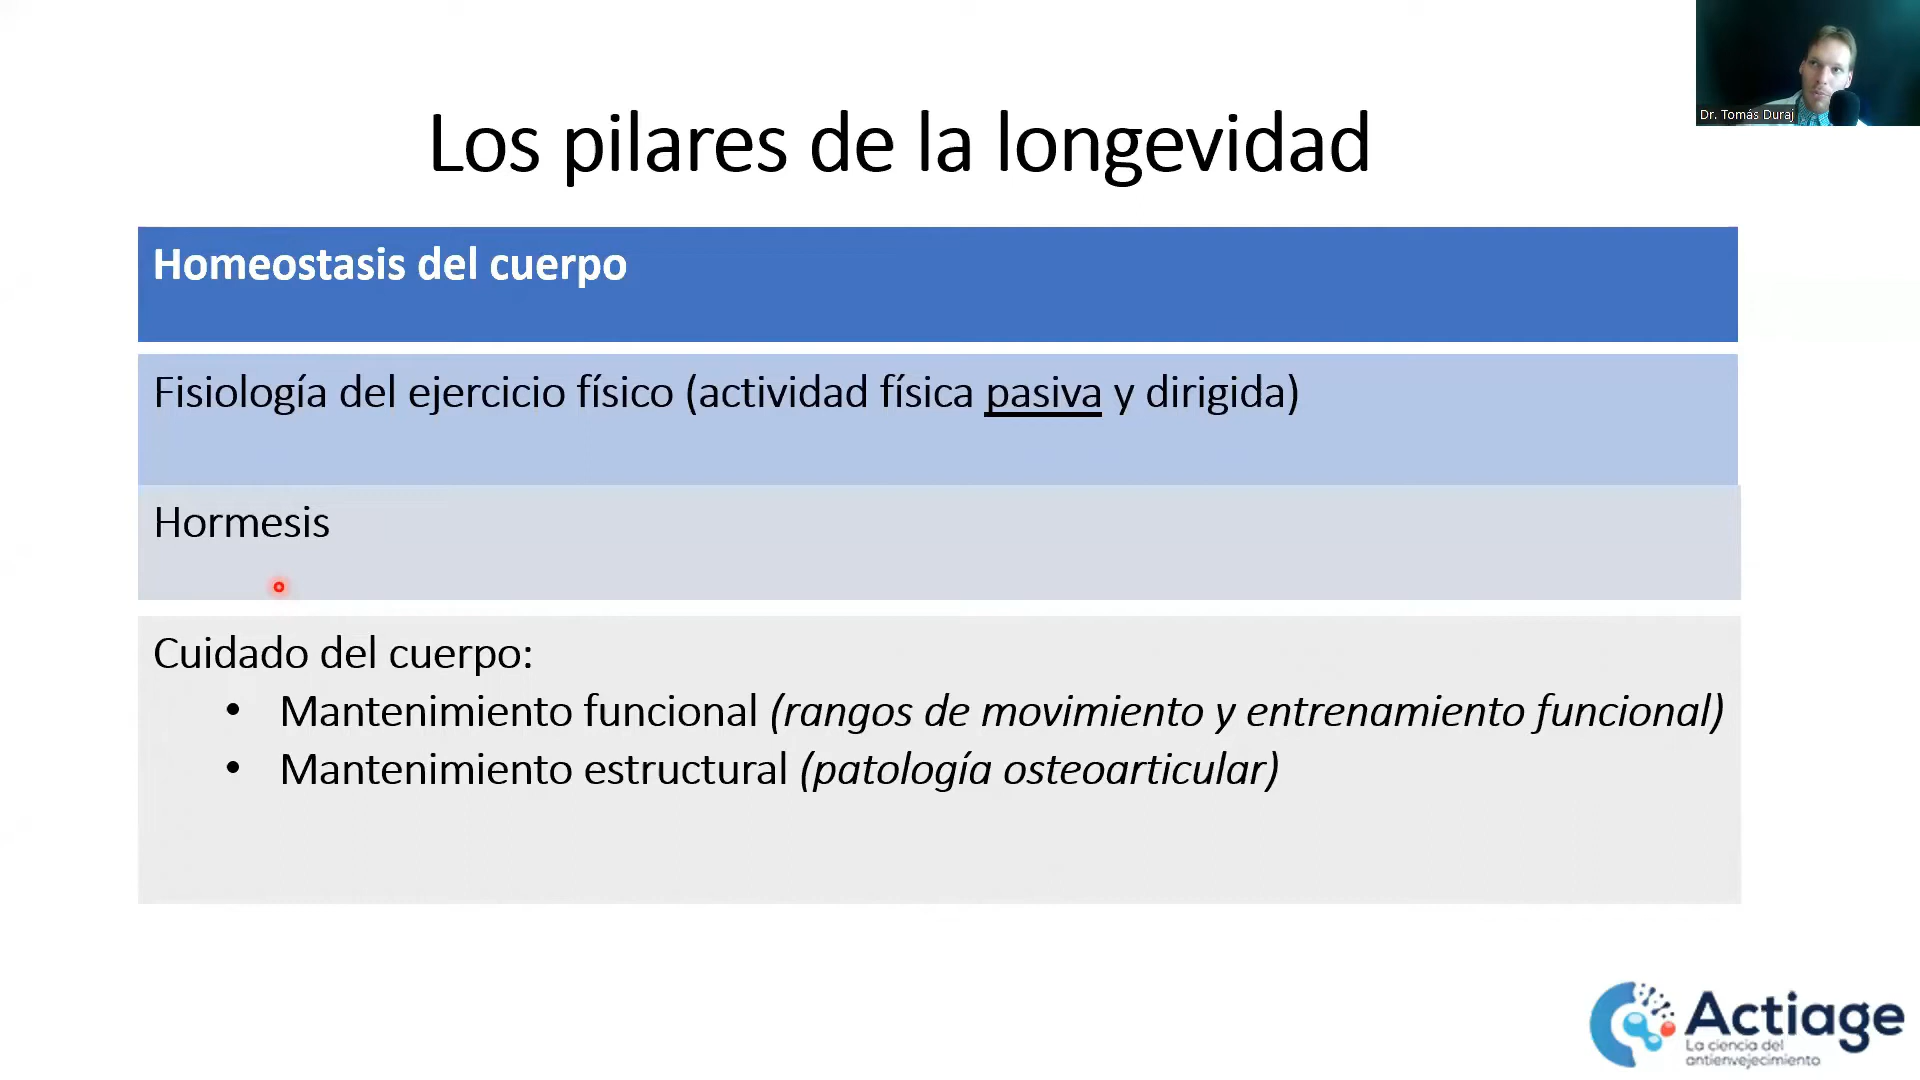 Dr. Tomás Duraj
Los pilares de la longevidad
Homeostasis del cuerpo
Fisiología del ejercicio físico (actividad física pasiva y dirigida)
Hormesis
Cuidado del cuerpo:
• Mantenimiento funcional (rangos de movimiento y entrenamiento funcional)
• Mantenimiento estructural (patología osteoarticular)
Actiage
La ciencia del
antienvejecimiento